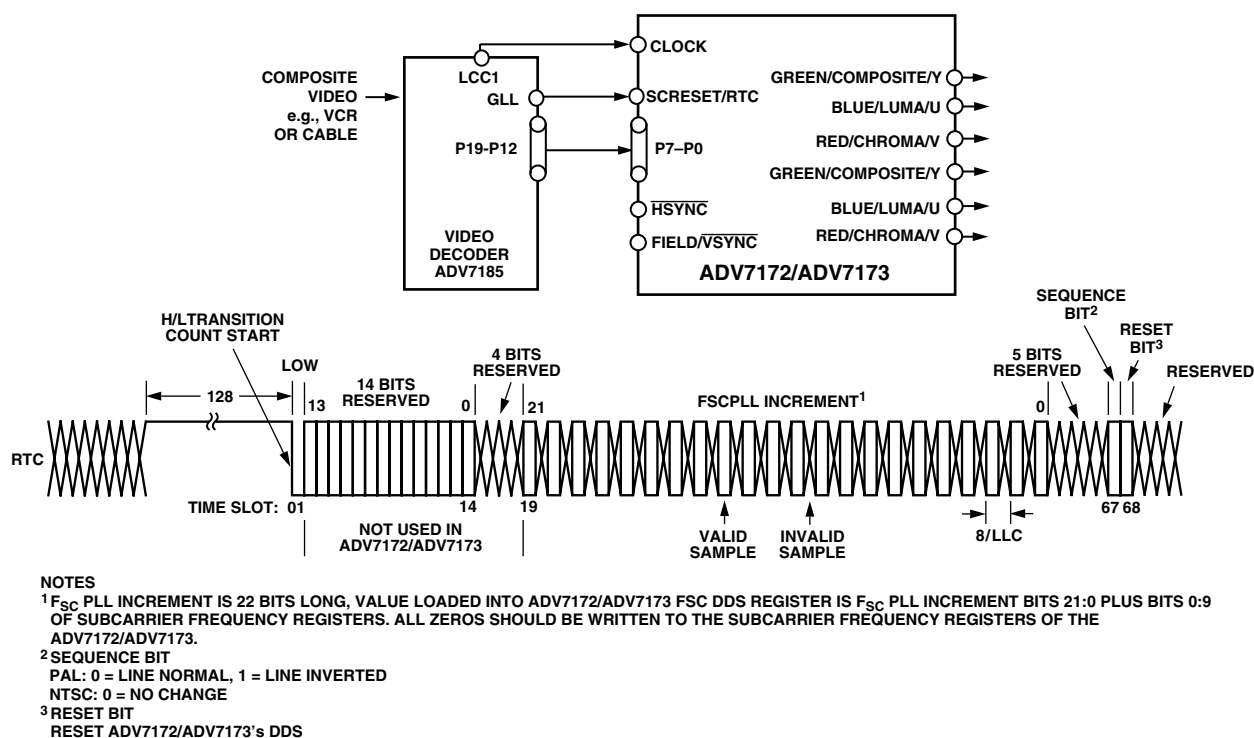 COMPOSITE
VIDEO
e.g., VCR
OR CABLE
LCC1
GLL
P19-P12
VIDEO
DECODER
ADV7185
CLOCK
SCRESET/RTC
P7–P0
HSYNC
FIELD/VSYNC
GREEN/COMPOSITE/Y
BLUE/LUMA/U
RED/CHROMA/V
GREEN/COMPOSITE/Y
BLUE/LUMA/U
RED/CHROMA/V
ADV7172/ADV7173
H/LTRANSITION
COUNT START
LOW
128
13
14 BITS
RESERVED
0
4 BITS
RESERVED
21
FSCPLL INCREMENT1
0
5 BITS
RESERVED
SEQUENCE
BIT2
RESET
BIT3
RESERVED
RTC
TIME SLOT: 01
14
19
67 68
NOT USED IN
ADV7172/ADV7173
VALID
SAMPLE
INVALID
SAMPLE
8/LLC
NOTES
1FSC PLL INCREMENT IS 22 BITS LONG, VALUE LOADED INTO ADV7172/ADV7173 FSC DDS REGISTER IS FSC PLL INCREMENT BITS 21:0 PLUS BITS 0:9
OF SUBCARRIER FREQUENCY REGISTERS. ALL ZEROS SHOULD BE WRITTEN TO THE SUBCARRIER FREQUENCY REGISTERS OF THE
ADV7172/ADV7173.
2SEQUENCE BIT
PAL: 0 = LINE NORMAL, 1 = LINE INVERTED
NTSC: 0 = NO CHANGE
3RESET BIT
RESET ADV7172/ADV7173's DDS